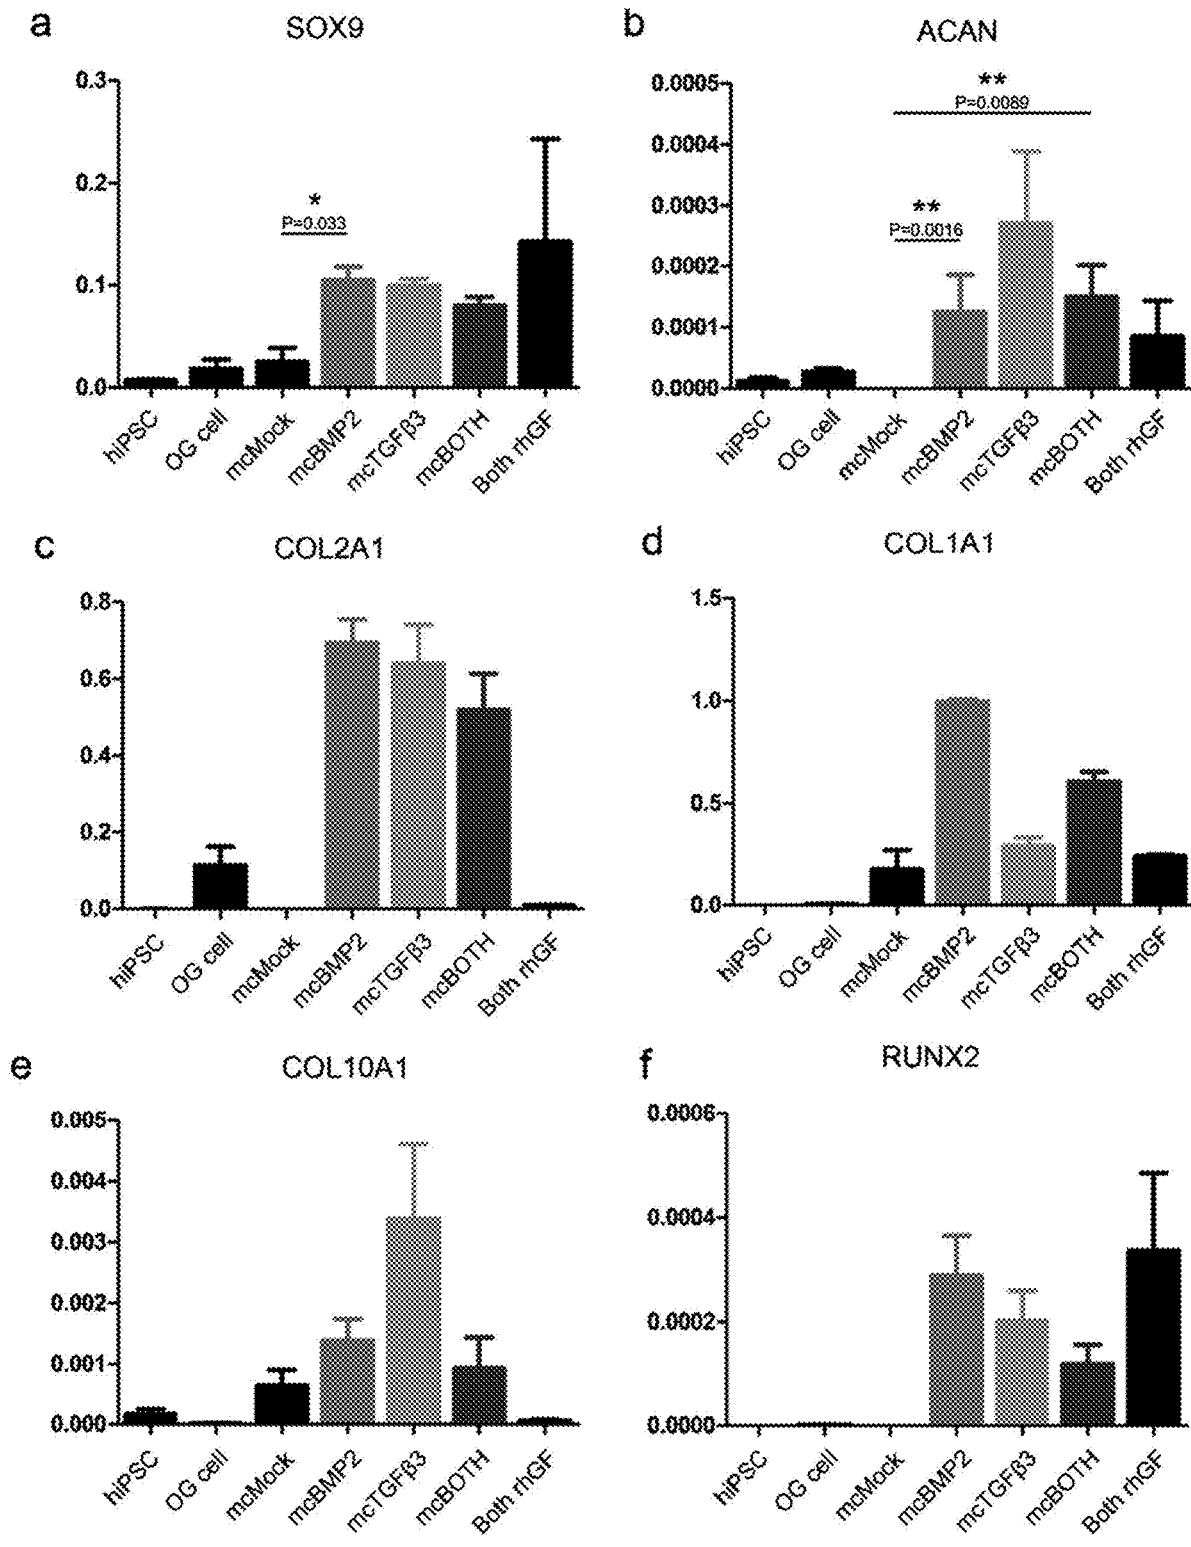 a
SOX9
0.3
0.2
0.1
0.0
*
P=0.033
hiPSC
OG cell
mcMock
mcBMP2
mcTGFβ3
mcBOTH
Both rhGF
b
ACAN
0.0005
0.0004
0.0003
0.0002
0.0001
0.0000
**
P=0.0089
**
P=0.0016
hiPSC
OG cell
mcMock
mcBMP2
mcTGFβ3
mcBOTH
Both rhGF
c
COL2A1
0.8
0.6
0.4
0.2
0.0
hiPSC
OG cell
mcMock
mcBMP2
mcTGFβ3
mcBOTH
Both rhGF
d
COL1A1
1.5
1.0
0.5
0.0
hiPSC
OG cell
mcMock
mcBMP2
mcTGFβ3
mcBOTH
Both rhGF
e
COL10A1
0.005
0.004
0.003
0.002
0.001
0.000
hiPSC
OG cell
mcMock
mcBMP2
mcTGFβ3
mcBOTH
Both rhGF
f
RUNX2
0.0006
0.0004
0.0002
0.0000
hiPSC
OG cell
mcMock
mcBMP2
mcTGFβ3
mcBOTH
Both rhGF